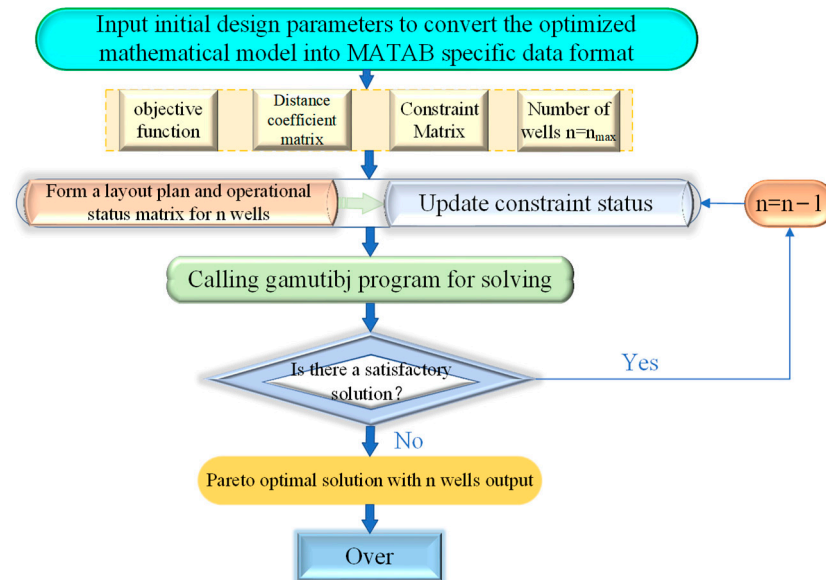 Input initial design parameters to convert the optimized
mathematical model into MATAB specific data format
objective
function
Distance
coefficient
matrix
Constraint
Matrix
Number of
wells n=nmax
Form a layout plan and operational
status matrix for n wells
Update constraint status
n=n−1
Calling gamutibj program for solving
Is there a satisfactory
solution?
Yes
No
Pareto optimal solution with n wells output
Over